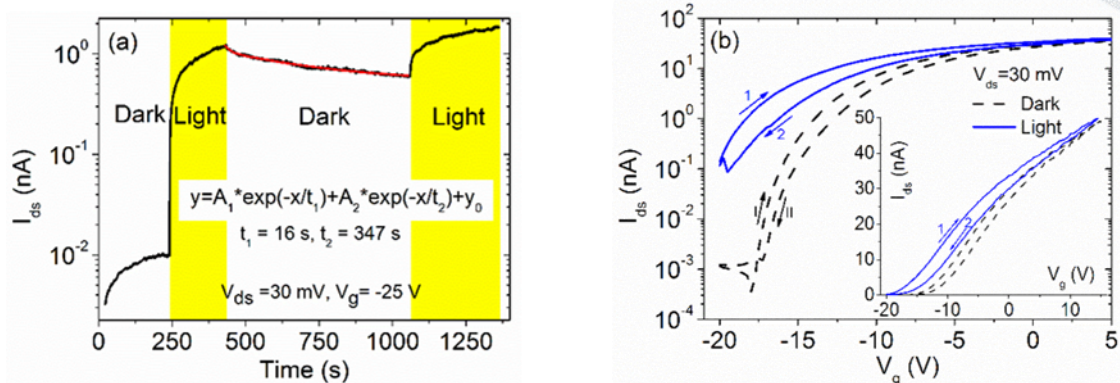 (a)
10⁰
10⁻¹
10⁻²
I_ds (nA)
Dark Light Dark Light
y=A₁*exp(-x/t₁)+A₂*exp(-x/t₂)+y₀
t₁ = 16 s, t₂ = 347 s
V_ds =30 mV, V_g= -25 V
0 250 500 750 1000 1250
Time (s)
(b)
10²
10¹
10⁰
10⁻¹
10⁻²
10⁻³
10⁻⁴
I_ds (nA)
1
2
I
II
V_ds=30 mV
Dark
Light
50
40
30
20
10
0
I_ds (nA)
1
2
V_g (V)
-20 -10 0 10
-20 -15 -10 -5 0 5
V_g (V)